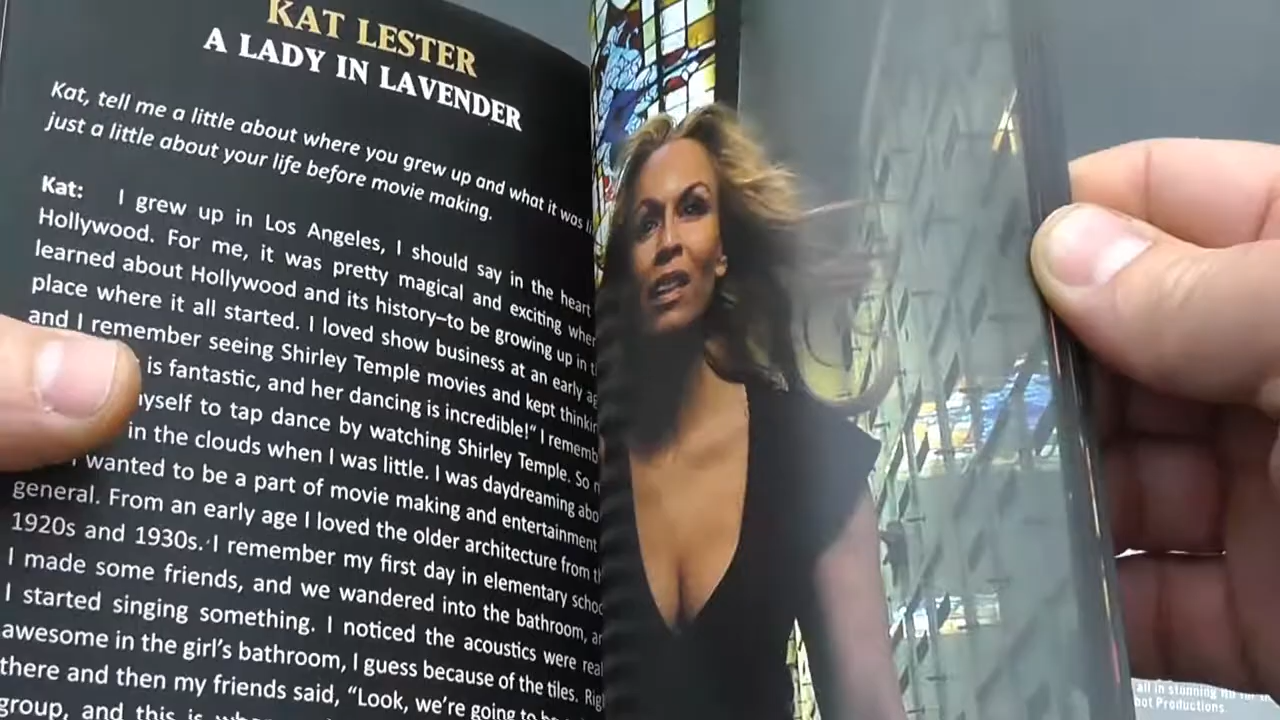 KAT LESTER
A LADY IN LAVENDER
Kat, tell me a little about where you grew up and what it was
just a little about your life before movie making.
Kat: I grew up in Los Angeles, I should say in the heart
Hollywood. For me, it was pretty magical and exciting
learned about Hollywood and its history–to be growing up in
place where it all started. I loved show business at an early
and I remember seeing Shirley Temple movies and kept
is fantastic, and her dancing is incredible!" I
to tap dance by watching Shirley Temple. So
in the clouds when I was little. I was daydreaming
I wanted to be a part of movie making and entertainment
general. From an early age I loved the older architecture from
1920s and 1930s. I remember my first day in elementary
I made some friends, and we wandered into the bathroom,
I started singing something. I noticed the acoustics were
awesome in the girl's bathroom, I guess because of the tiles.
there and then my friends said, "Look, we're going to
group, and this is
all in stunning
Productions